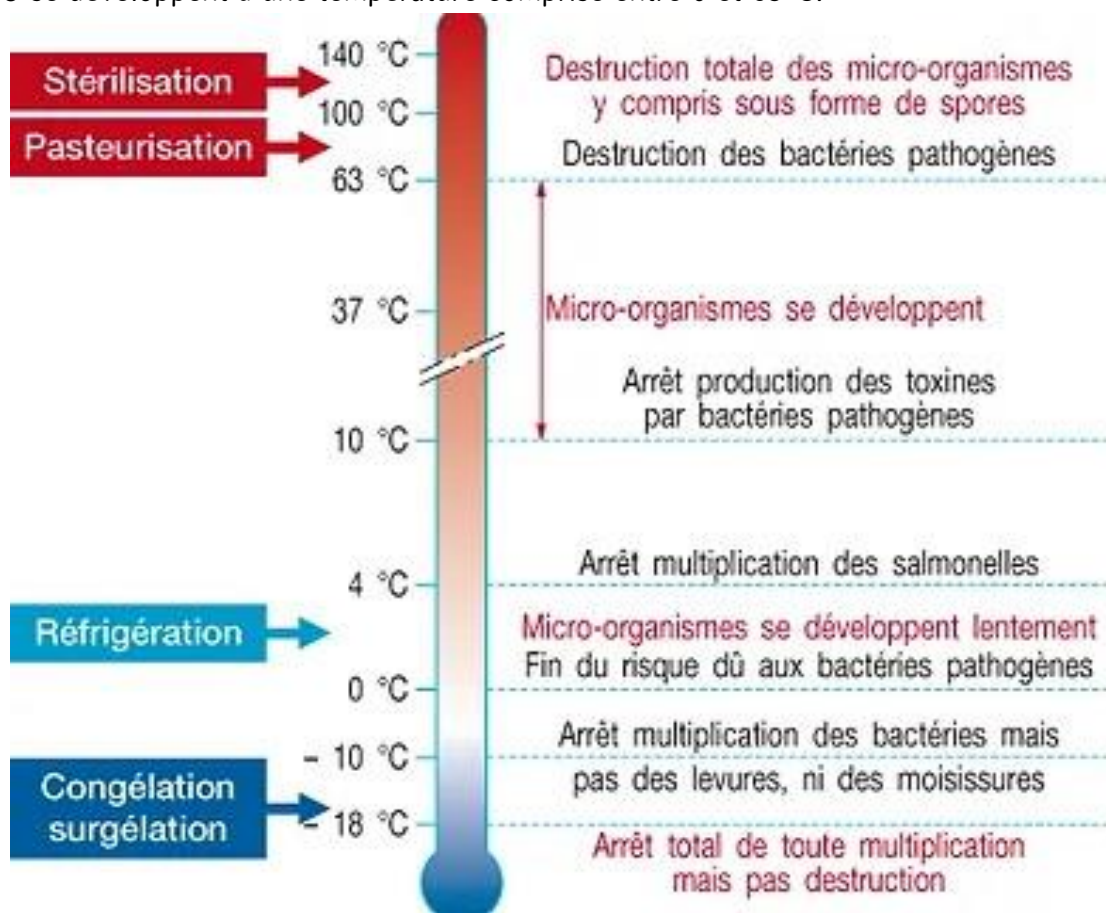 se développent d'une température comprise entre
140 °C
Stérilisation
Destruction totale des micro-organismes
y compris sous forme de spores
100 °C
Pasteurisation
Destruction des bactéries pathogènes
63 °C
37 °C
Micro-organismes se développent
Arrêt production des toxines
par bactéries pathogènes
10 °C
Arrêt multiplication des salmonelles
4 °C
Réfrigération
Micro-organismes se développent lentement
Fin du risque dû aux bactéries pathogènes
0 °C
Arrêt multiplication des bactéries mais
– 10 °C
pas des levures, ni des moisissures
Congélation
surgélation
– 18 °C
Arrêt total de toute multiplication
mais pas destruction